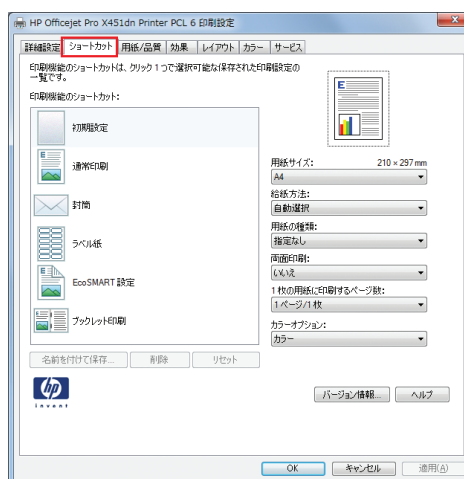 HP Officejet Pro X451dn Printer PCL 6 印刷設定
詳細設定 ショートカット 用紙/品質 効果 レイアウト カラー サービス
印刷機能のショートカットは、クリック 1 つで選択可能な保存された印刷設定の
一覧です。
印刷機能のショートカット:
初期設定
通常印刷
封筒
ラベル紙
EcoSMART 設定
ブックレット印刷
名前を付けて保存... 削除 リセット
hp
invent
E
用紙サイズ: 210 × 297 mm
A4
給紙方法:
自動選択
用紙の種類:
指定なし
両面印刷:
いいえ
1 枚の用紙に印刷するページ数:
1 ページ/1 枚
カラーオプション:
カラー
バージョン情報... ヘルプ
OK キャンセル 適用(A)